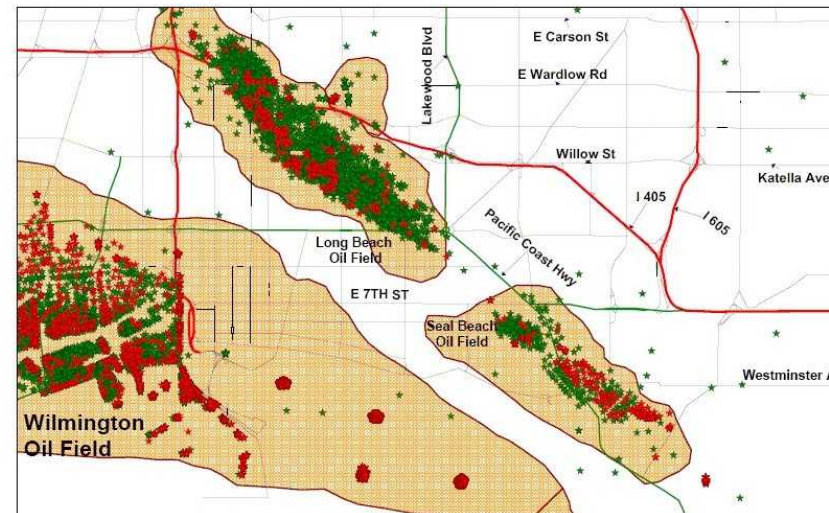 E Carson St
Lakewood Blvd
E Wardlow Rd
Willow St
Katella Ave
I 405
I 605
Long Beach
Oil Field
Pacific Coast Hwy
E 7TH ST
Seal Beach
Oil Field
Westminster A
Wilmington
Oil Field